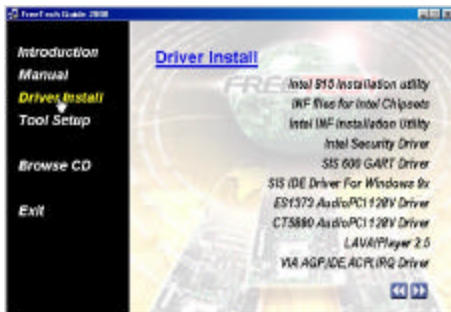 FreeTech Guide 2000
Introduction
Manual
Driver Install
Tool Setup
Browse CD
Exit
Driver Install
Intel 815 Installation utility
INF files for Intel Chipsets
Intel INF Installation Utility
Intel Security Driver
SIS 600 GART Driver
SIS IDE Driver For Windows 9x
ES1373 AudioPCI 128V Driver
CT5880 AudioPCI 128V Driver
LAVA!Player 2.5
VIA AGP,IDE,ACPI,IRQ Driver